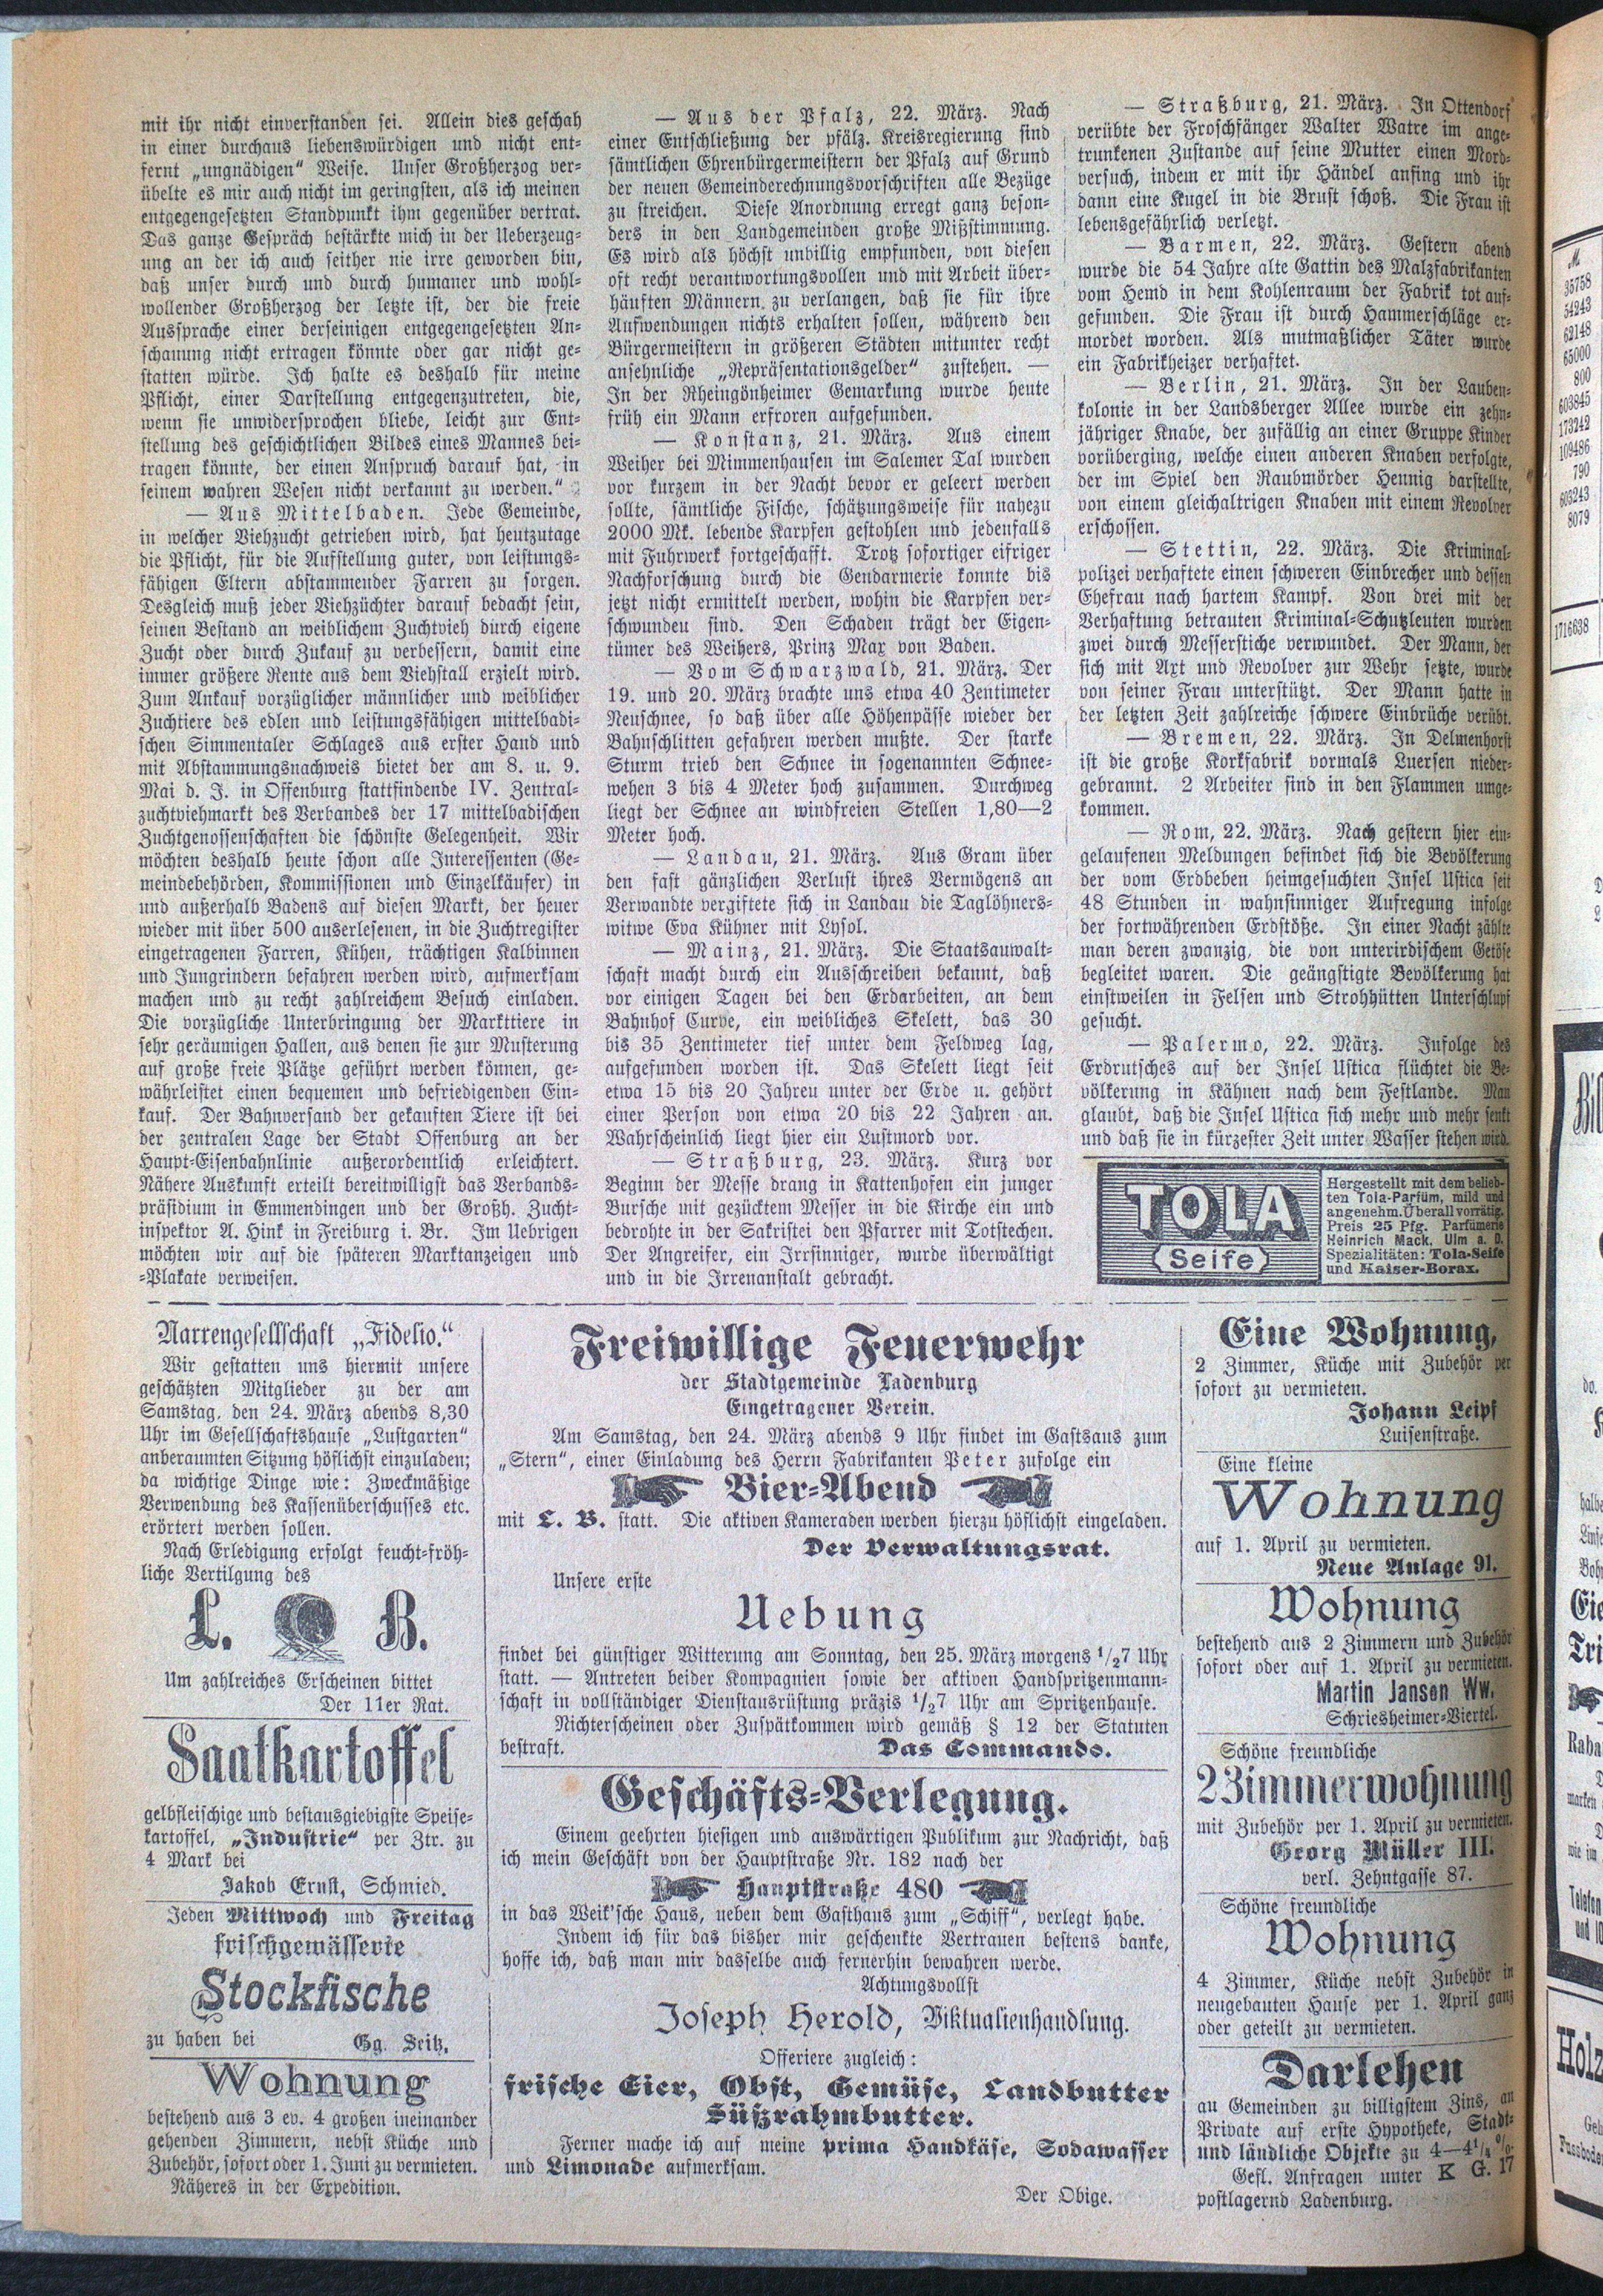 mit ihr nicht einverstanden sei. Allein dies geschah
in einer durchaus liebenswürdigen und nicht ent-
fernt „ungnädigen“ Weise. Unser Großherzog ver-
übelte es mir auch nicht im geringsten, als ich meinen
entgegengesetzten Standpunkt ihm gegenüber vertrat.
Das ganze Gespräch bestärkte mich in der Ueberzeug-
ung an der ich auch seither nie irre geworden bin,
daß unser durch und durch humaner und wohl-
wollender Großherzog der letzte ist, der die freie
Aussprache einer derseinigen entgegengesetzten An-
schauung nicht ertragen könnte oder gar nicht ge-
statten würde. Ich halte es deshalb für meine
Pflicht, einer Darstellung entgegenzutreten, die,
wenn sie unwidersprochen bliebe, leicht zur Ent-
stellung des geschichtlichen Bildes eines Mannes bei-
tragen könnte, der einen Anspruch darauf hat, in
seinem wahren Wesen nicht verkannt zu werden.“
— Aus Mittelbaden. Jede Gemeinde,
in welcher Viehzucht getrieben wird, hat heutzutage
die Pflicht, für die Aufstellung guter, von leistungs-
fähigen Eltern abstammender Farren zu sorgen.
Desgleich muß jeder Viehzüchter darauf bedacht sein,
seinen Bestand an weiblichem Zuchtvieh durch eigene
Zucht oder durch Zukauf zu verbessern, damit eine
immer größere Rente aus dem Viehstall erzielt wird.
Zum Ankauf vorzüglicher männlicher und weiblicher
Zuchtiere des edlen und leistungsfähigen mittelbadi-
schen Simmentaler Schlages aus erster Hand und
mit Abstammungsnachweis bietet der am 8. u. 9.
Mai d. J. in Offenburg stattfindende IV. Zentral-
zuchtviehmarkt des Verbandes der 17 mittelbadischen
Zuchtgenossenschaften die schönste Gelegenheit. Wir
möchten deshalb heute schon alle Interessenten (Ge-
meindebehörden, Kommissionen und Einzelkäufer) in
und außerhalb Badens auf diesen Markt, der heuer
wieder mit über 500 auserlesenen, in die Zuchtregister
eingetragenen Farren, Kühen, trächtigen Kalbinnen
und Jungrindern befahren werden wird, aufmerksam
machen und zu recht zahlreichem Besuch einladen.
Die vorzügliche Unterbringung der Markttiere in
sehr geräumigen Hallen, aus denen sie zur Musterung
auf große freie Plätze geführt werden können, ge-
währleistet einen bequemen und befriedigenden Ein-
kauf. Der Bahnversand der gekauften Tiere ist bei
der zentralen Lage der Stadt Offenburg an der
Haupt-Eisenbahnlinie außerordentlich erleichtert.
Nähere Auskunft erteilt bereitwilligst das Verbands-
präsidium in Emmendingen und der Großh. Zucht-
inspektor A. Hink in Freiburg i. Br. Im Uebrigen
möchten wir auf die späteren Marktanzeigen und
-Plakate verweisen.
— Aus der Pfalz, 22. März. Nach
einer Entschließung der pfälz. Kreisregierung sind
sämtlichen Ehrenbürgermeistern der Pfalz auf Grund
der neuen Gemeinderechnungsvorschriften alle Bezüge
zu streichen. Diese Anordnung erregt ganz beson-
ders in den Landgemeinden große Mißstimmung.
Es wird als höchst unbillig empfunden, von diesen
oft recht verantwortungsvollen und mit Arbeit über-
häuften Männern zu verlangen, daß sie für ihre
Aufwendungen nichts erhalten sollen, während den
Bürgermeistern in größeren Städten mitunter recht
ansehnliche „Repräsentationsgelder“ zustehen. —
In der Rheingönheimer Gemarkung wurde heute
früh ein Mann erfroren aufgefunden.
— Konstanz, 21. März. Aus einem
Weiher bei Mimmenhausen im Salemer Tal wurden
vor kurzem in der Nacht bevor er geleert werden
sollte, sämtliche Fische, schätzungsweise für nahezu
2000 Mk. lebende Karpfen gestohlen und jedenfalls
mit Fuhrwerk fortgeschafft. Trotz sofortiger eifriger
Nachforschung durch die Gendarmerie konnte bis
jetzt nicht ermittelt werden, wohin die Karpfen ver-
schwunden sind. Den Schaden trägt der Eigen-
tümer des Weihers, Prinz Max von Baden.
— Vom Schwarzwald, 21. März. Der
19. und 20. März brachte uns etwa 40 Zentimeter
Neuschnee, so daß über alle Höhenpässe wieder der
Bahnschlitten gefahren werden mußte. Der starke
Sturm trieb den Schnee in sogenannten Schnee-
wehen 3 bis 4 Meter hoch zusammen. Durchweg
liegt der Schnee an windfreien Stellen 1,80—2
Meter hoch.
— Landau, 21. März. Aus Gram über
den fast gänzlichen Verlust ihres Vermögens an
Verwandte vergiftete sich in Landau die Taglöhners-
witwe Eva Kühner mit Lysol.
— Mainz, 21. März. Die Staatsanwalt-
schaft macht durch ein Ausschreiben bekannt, daß
vor einigen Tagen bei den Erdarbeiten, an dem
Bahnhof Curve, ein weibliches Skelett, das 30
bis 35 Zentimeter tief unter dem Feldweg lag,
aufgefunden worden ist. Das Skelett liegt seit
etwa 15 bis 20 Jahren unter der Erde u. gehört
einer Person von etwa 20 bis 22 Jahren an.
Wahrscheinlich liegt hier ein Lustmord vor.
— Straßburg, 23. März. Kurz vor
Beginn der Messe drang in Kattenhofen ein junger
Bursche mit gezücktem Messer in die Kirche ein und
bedrohte in der Sakristei den Pfarrer mit Totstechen.
Der Angreifer, ein Irrsinniger, wurde überwältigt
und in die Irrenanstalt gebracht.
— Straßburg, 21. März. In Ottendorf
verübte der Froschfänger Walter Watre im ange-
trunkenen Zustande auf seine Mutter einen Mord-
versuch, indem er mit ihr Händel anfing und ihr
dann eine Kugel in die Brust schoß. Die Frau ist
lebensgefährlich verletzt.
— Barmen, 22. März. Gestern abend
wurde die 54 Jahre alte Gattin des Malzfabrikanten
vom Hemd in dem Kohlenraum der Fabrik tot auf-
gefunden. Die Frau ist durch Hammerschläge er-
mordet worden. Als mutmaßlicher Täter wurde
ein Fabrikheizer verhaftet.
— Berlin, 21. März. In der Lauben-
kolonie in der Landsberger Allee wurde ein zehn-
jähriger Knabe, der zufällig an einer Gruppe Kinder
vorüberging, welche einen anderen Knaben verfolgte,
der im Spiel den Raubmörder Hennig darstellte,
von einem gleichaltrigen Knaben mit einem Revolver
erschossen.
— Stettin, 22. März. Die Kriminal-
polizei verhaftete einen schweren Einbrecher und dessen
Ehefrau nach hartem Kampf. Von drei mit der
Verhaftung betrauten Kriminal-Schutzleuten wurden
zwei durch Messerstiche verwundet. Der Mann, der
sich mit Axt und Revolver zur Wehr setzte, wurde
von seiner Frau unterstützt. Der Mann hatte in
der letzten Zeit zahlreiche schwere Einbrüche verübt.
— Bremen, 22. März. In Delmenhorst
ist die große Korkfabrik vormals Luersen nieder-
gebrannt. 2 Arbeiter sind in den Flammen umge-
kommen.
— Rom, 22. März. Nach gestern hier ein-
gelaufenen Meldungen befindet sich die Bevölkerung
der vom Erdbeben heimgesuchten Insel Ustica seit
48 Stunden in wahnsinniger Aufregung infolge
der fortwährenden Erdstöße. In einer Nacht zählte
man deren zwanzig, die von unterirdischem Getöse
begleitet waren. Die geängstigte Bevölkerung hat
einstweilen in Felsen und Strohhütten Unterschlupf
gesucht.
— Palermo, 22. März. Infolge des
Erdrutsches auf der Insel Ustica flüchtet die Be-
völkerung in Kähnen nach dem Festlande. Man
glaubt, daß die Insel Ustica sich mehr und mehr senkt
und daß sie in kürzester Zeit unter Wasser stehen wird.
TOLA
Seife
Hergestellt mit dem belieb-
ten Tola-Parfüm, mild und
angenehm. Überall vorrätig.
Preis 25 Pfg. Parfümerie
Heinrich Mack, Ulm a. D.
Spezialitäten: Tola-Seife
und Kaiser-Borax.
Narrengesellschaft „Fidelio.“
Wir gestatten uns hiermit unsere
geschätzten Mitglieder zu der am
Samstag, den 24. März abends 8,30
Uhr im Gesellschaftshause „Lustgarten“
anberaumten Sitzung höflichst einzuladen;
da wichtige Dinge wie: Zweckmäßige
Verwendung des Kassenüberschusses etc.
erörtert werden sollen.
Nach Erledigung erfolgt feucht-fröh-
liche Vertilgung des
L. B.
Um zahlreiches Erscheinen bittet
Der 11er Rat.
Saatkartoffel
gelbfleischige und bestausgiebigste Speise-
kartoffel, „Industrie“ per Ztr. zu
4 Mark bei
Jakob Ernst, Schmied.
Jeden Mittwoch und Freitag
frischgewässerte
Stockfische
zu haben bei Gg. Seitz.
Wohnung
bestehend aus 3 ev. 4 großen ineinander
gehenden Zimmern, nebst Küche und
Zubehör, sofort oder 1. Juni zu vermieten.
Näheres in der Expedition.
Freiwillige Feuerwehr
der Stadtgemeinde Ladenburg
Eingetragener Verein.
Am Samstag, den 24. März abends 9 Uhr findet im Gastaus zum
„Stern“, einer Einladung des Herrn Fabrikanten Peter zufolge ein
Bier-Abend
mit L. B. statt. Die aktiven Kameraden werden hierzu höflichst eingeladen.
Der Verwaltungsrat.
Unsere erste
Uebung
findet bei günstiger Witterung am Sonntag, den 25. März morgens 1/27 Uhr
statt. — Antreten beider Kompagnien sowie der aktiven Handspritzenmann-
schaft in vollständiger Dienstausrüstung präzis 1/27 Uhr am Spritzenhause.
Nichterscheinen oder Zuspätkommen wird gemäß § 12 der Statuten
bestraft. Das Commando.
Geschäfts-Verlegung.
Einem geehrten hiesigen und auswärtigen Publikum zur Nachricht, daß
ich mein Geschäft von der Hauptstraße Nr. 182 nach der
Hauptstraße 480
in das Weik'sche Haus, neben dem Gasthaus zum „Schiff“, verlegt habe.
Indem ich für das bisher mir geschenkte Vertrauen bestens danke,
hoffe ich, daß man mir dasselbe auch fernerhin bewahren werde.
Achtungsvollst
Joseph Herold, Viktualienhandlung.
Offeriere zugleich:
frische Eier, Obst, Gemüse, Landbutter
Süßrahmbutter.
Ferner mache ich auf meine prima Handkäse, Sodawasser
und Limonade aufmerksam.
Der Obige.
Eine Wohnung,
2 Zimmer, Küche mit Zubehör per
sofort zu vermieten.
Johann Leipf
Luisenstraße.
Eine kleine
Wohnung
auf 1. April zu vermieten.
Neue Anlage 91.
Wohnung
bestehend aus 2 Zimmern und Zubehör
sofort oder auf 1. April zu vermieten.
Martin Jansen Ww.
Schriesheimer-Viertel.
Schöne freundliche
2 Zimmerwohnung
mit Zubehör per 1. April zu vermieten.
Georg Müller III.
verl. Zehntgasse 87.
Schöne freundliche
Wohnung
4 Zimmer, Küche nebst Zubehör in
neugebauten Hause per 1. April ganz
oder geteilt zu vermieten.
Darlehen
an Gemeinden zu billigstem Zins, an
Private auf erste Hypotheke, Stadt-
und ländliche Objekte zu 4—4 1/4 %.
Gefl. Anfragen unter K G. 17
postlagernd Ladenburg.
M
35758
54243
62148
65000
800
603845
173242
109486
790
603243
8079
1716638
Holz